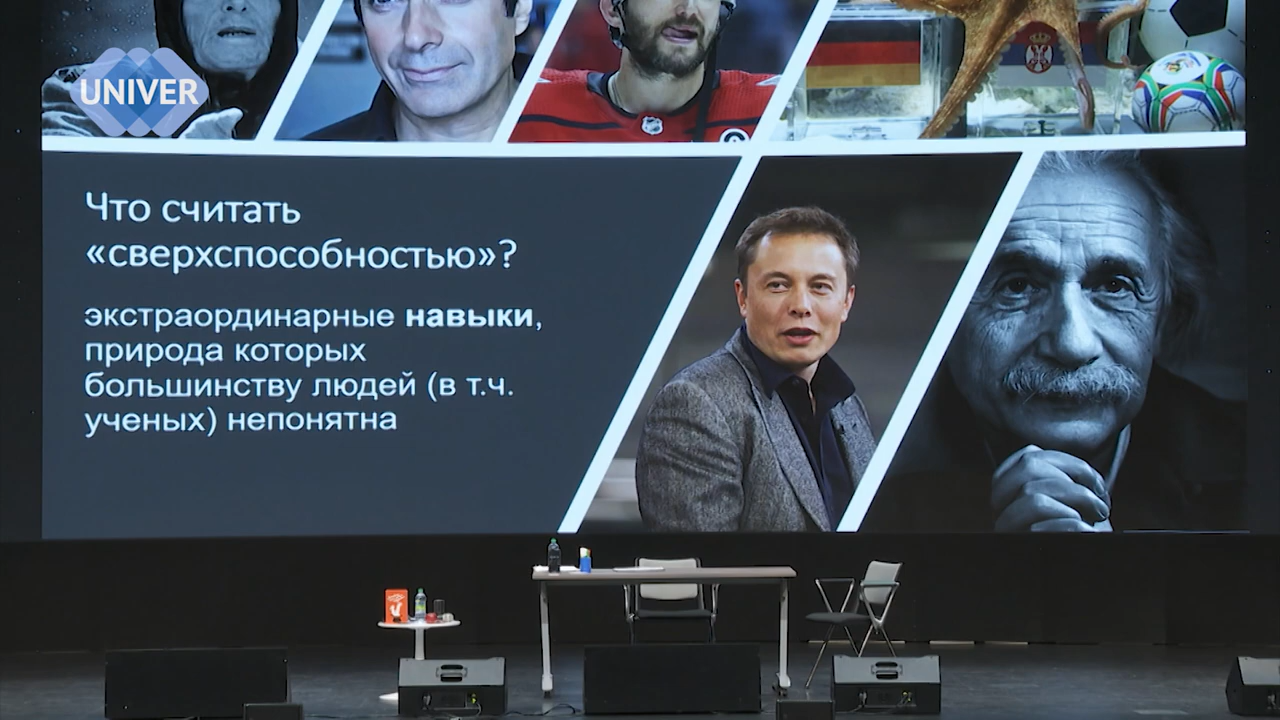 UNIVER
Что считать
«сверхспособностью»?
экстраординарные навыки,
природа которых
большинству людей (в т.ч.
ученых) непонятна